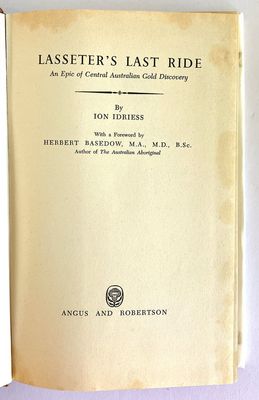 LASSETER'S LAST RIDE
An Epic of Central Australian Gold Discovery
By
ION IDRIESS
With a Foreword by
HERBERT BASEDOW, M.A., M.D., B.Sc.
Author of The Australian Aboriginal
ANGUS AND ROBERTSON